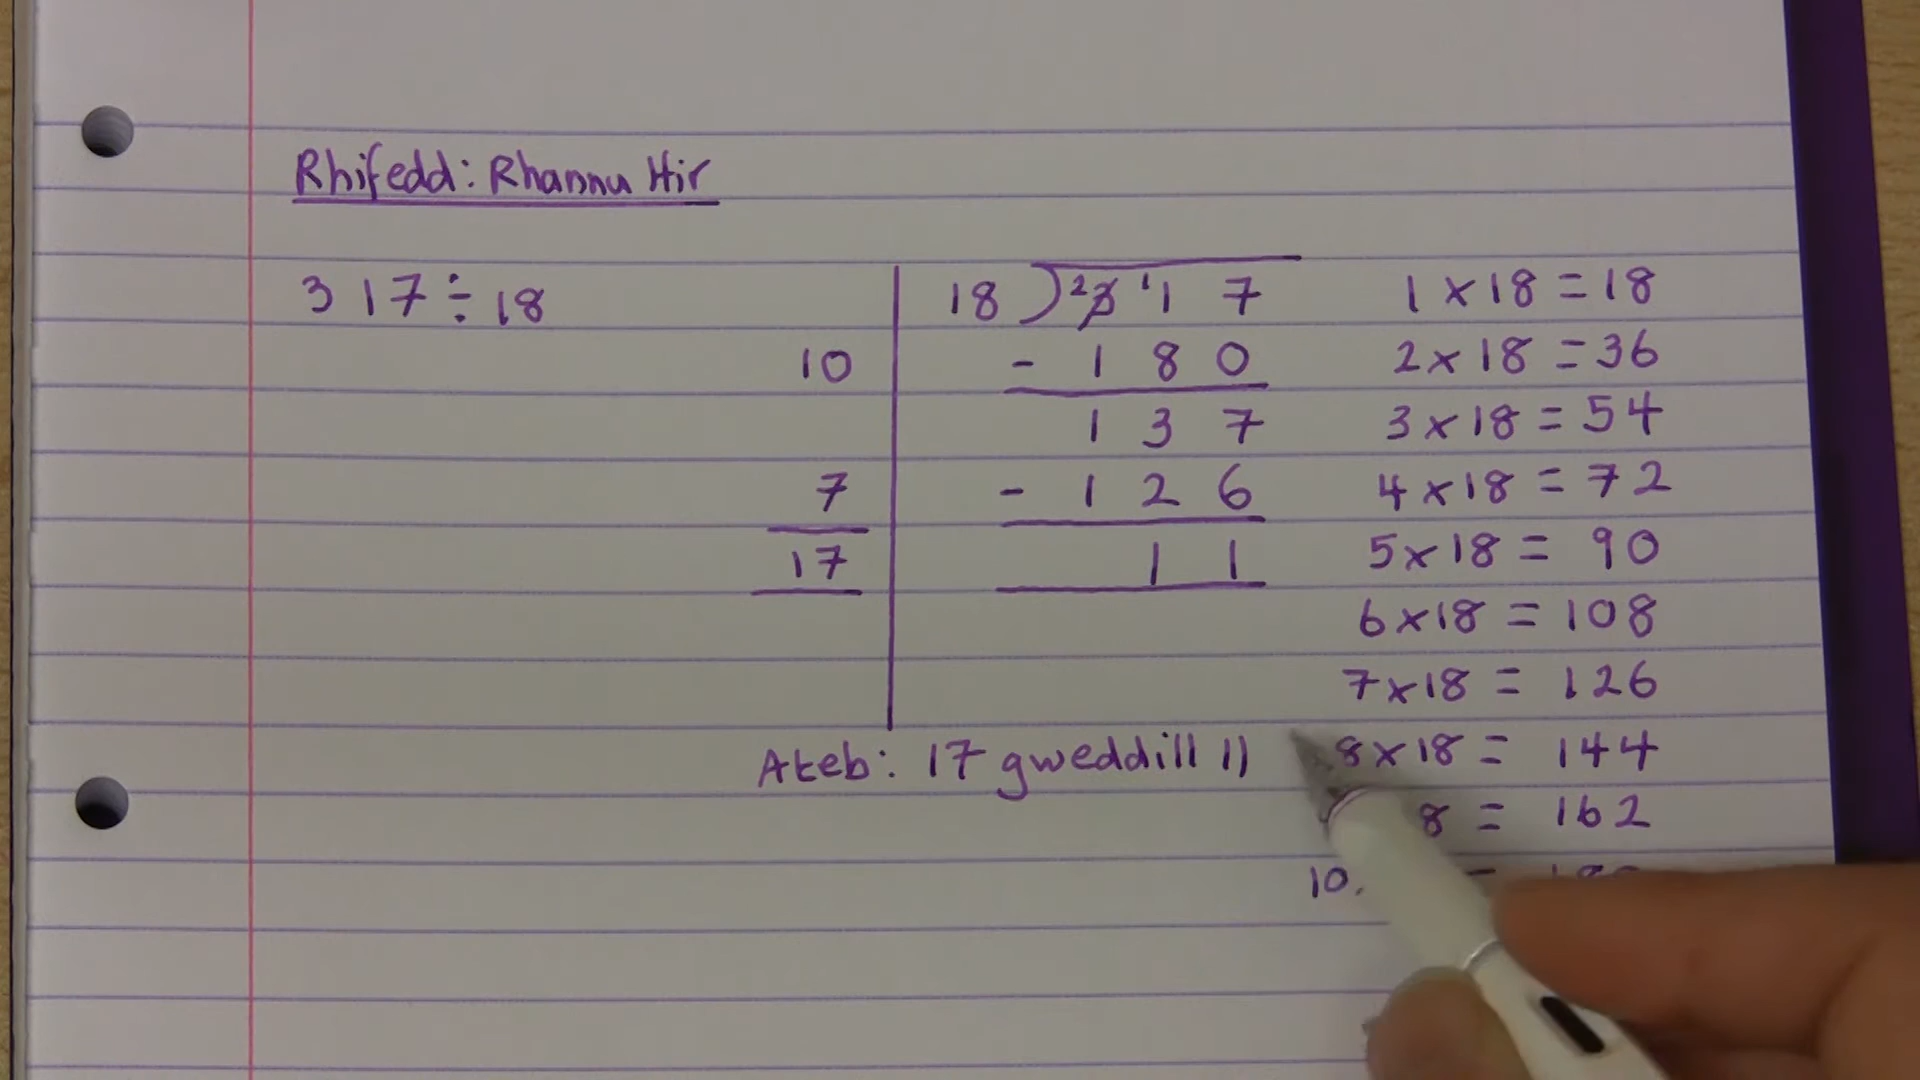 Rhifedd: Rhannu Hir
317 ÷ 18
18 ) ²3 ¹1 7
10 - 1 8 0
1 3 7
7 - 1 2 6
17 1 1
Ateb: 17 gweddill 11
1 x 18 = 18
2 x 18 = 36
3 x 18 = 54
4 x 18 = 72
5 x 18 = 90
6 x 18 = 108
7 x 18 = 126
8 x 18 = 144
8 = 162
10